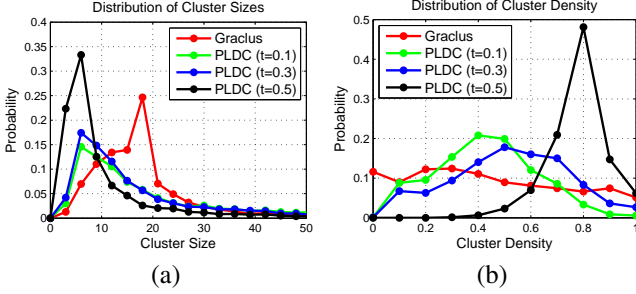 Distribution of Cluster Sizes
0.4
0.35
0.3
0.25
0.2
0.15
0.1
0.05
0
Probability
Graclus
PLDC (t=0.1)
PLDC (t=0.3)
PLDC (t=0.5)
0 10 20 30 40 50
Cluster Size
(a)
Distribution of Cluster Density
0.5
0.4
0.3
0.2
0.1
0
Probability
Graclus
PLDC (t=0.1)
PLDC (t=0.3)
PLDC (t=0.5)
0 0.2 0.4 0.6 0.8 1
Cluster Density
(b)